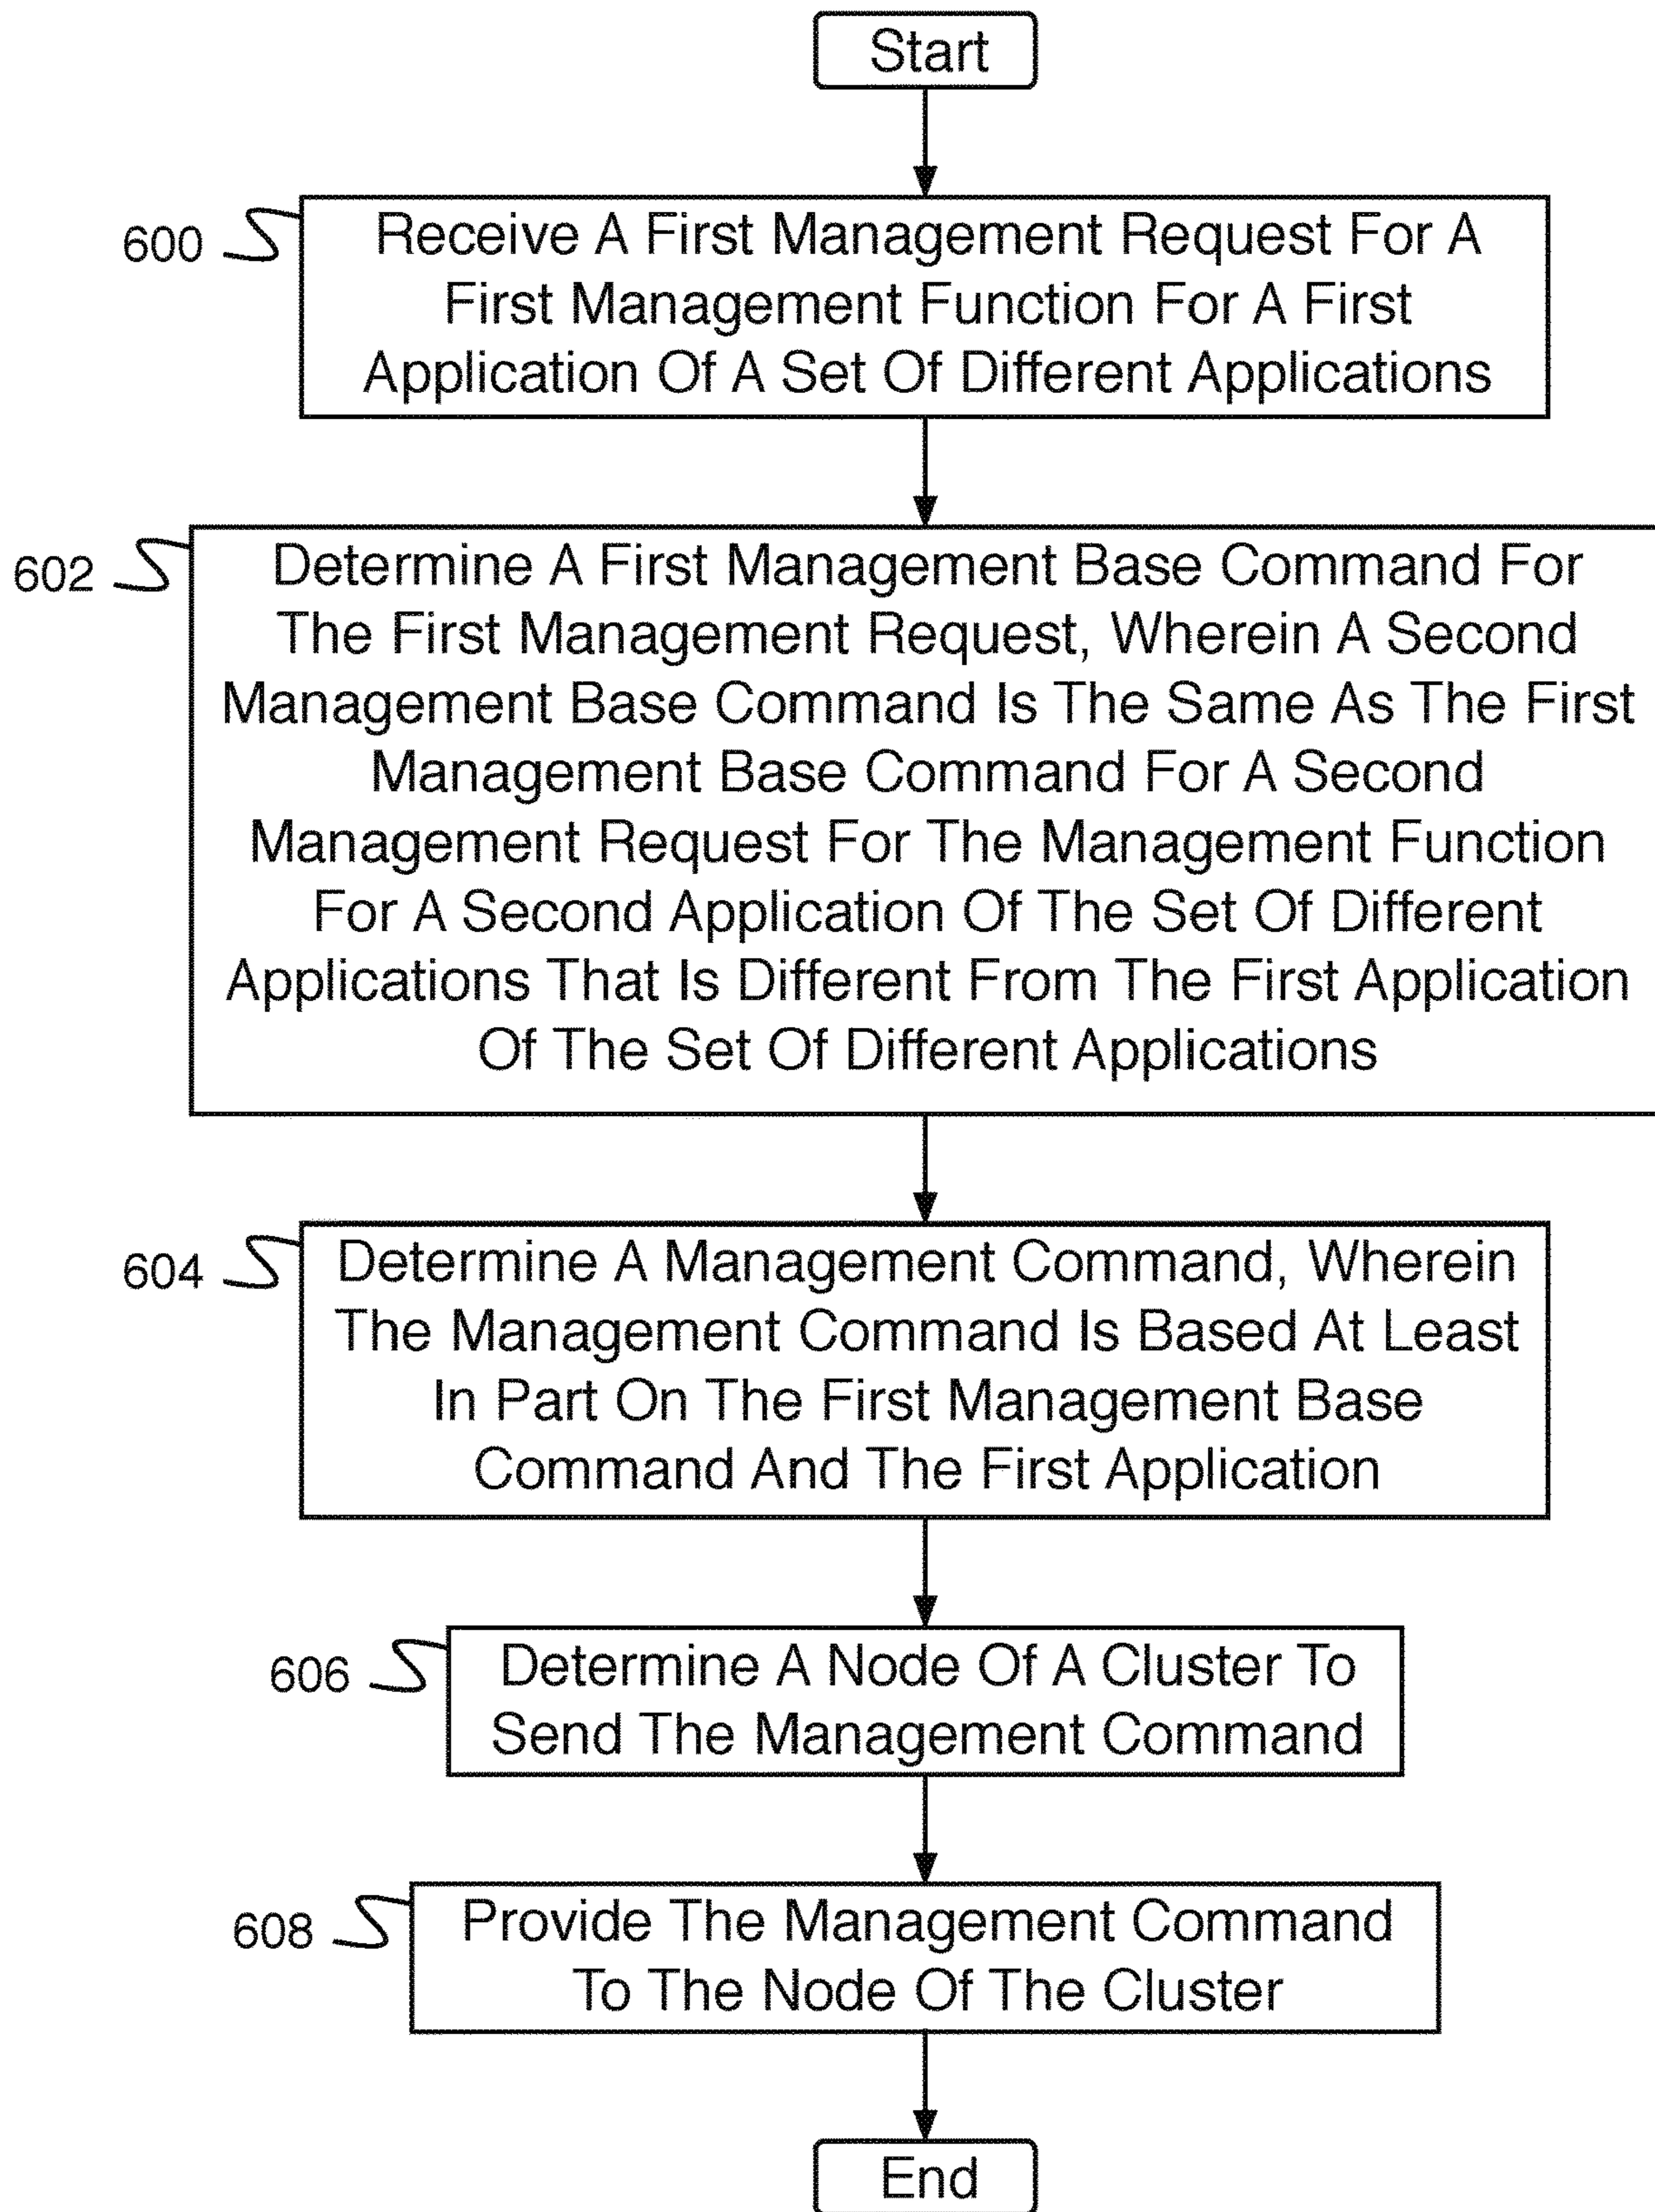 Start
600
Receive A First Management Request For A
First Management Function For A First
Application Of A Set Of Different Applications
602
Determine A First Management Base Command For
The First Management Request, Wherein A Second
Management Base Command Is The Same As The First
Management Base Command For A Second
Management Request For The Management Function
For A Second Application Of The Set Of Different
Applications That Is Different From The First Application
Of The Set Of Different Applications
604
Determine A Management Command, Wherein
The Management Command Is Based At Least
In Part On The First Management Base
Command And The First Application
606
Determine A Node Of A Cluster To
Send The Management Command
608
Provide The Management Command
To The Node Of The Cluster
End